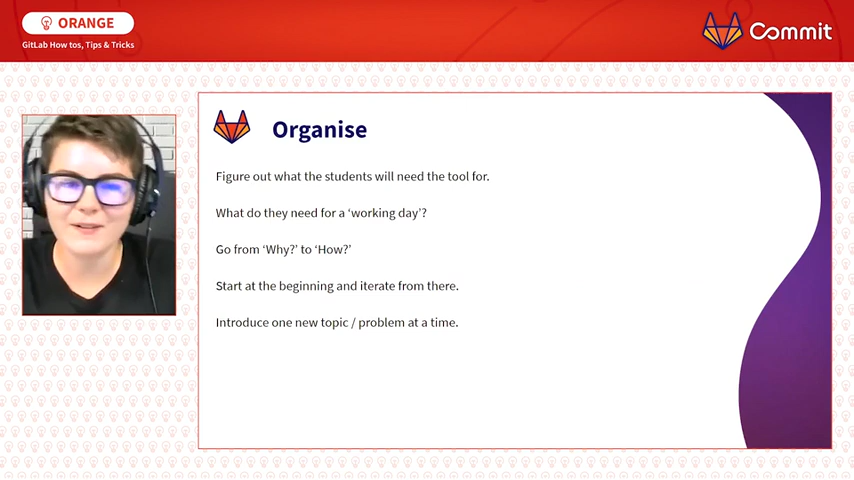 ORANGE
GitLab How tos, Tips & Tricks
Commit
Organise
Figure out what the students will need the tool for.
What do they need for a ‘working day’?
Go from ‘Why?’ to ‘How?’
Start at the beginning and iterate from there.
Introduce one new topic / problem at a time.